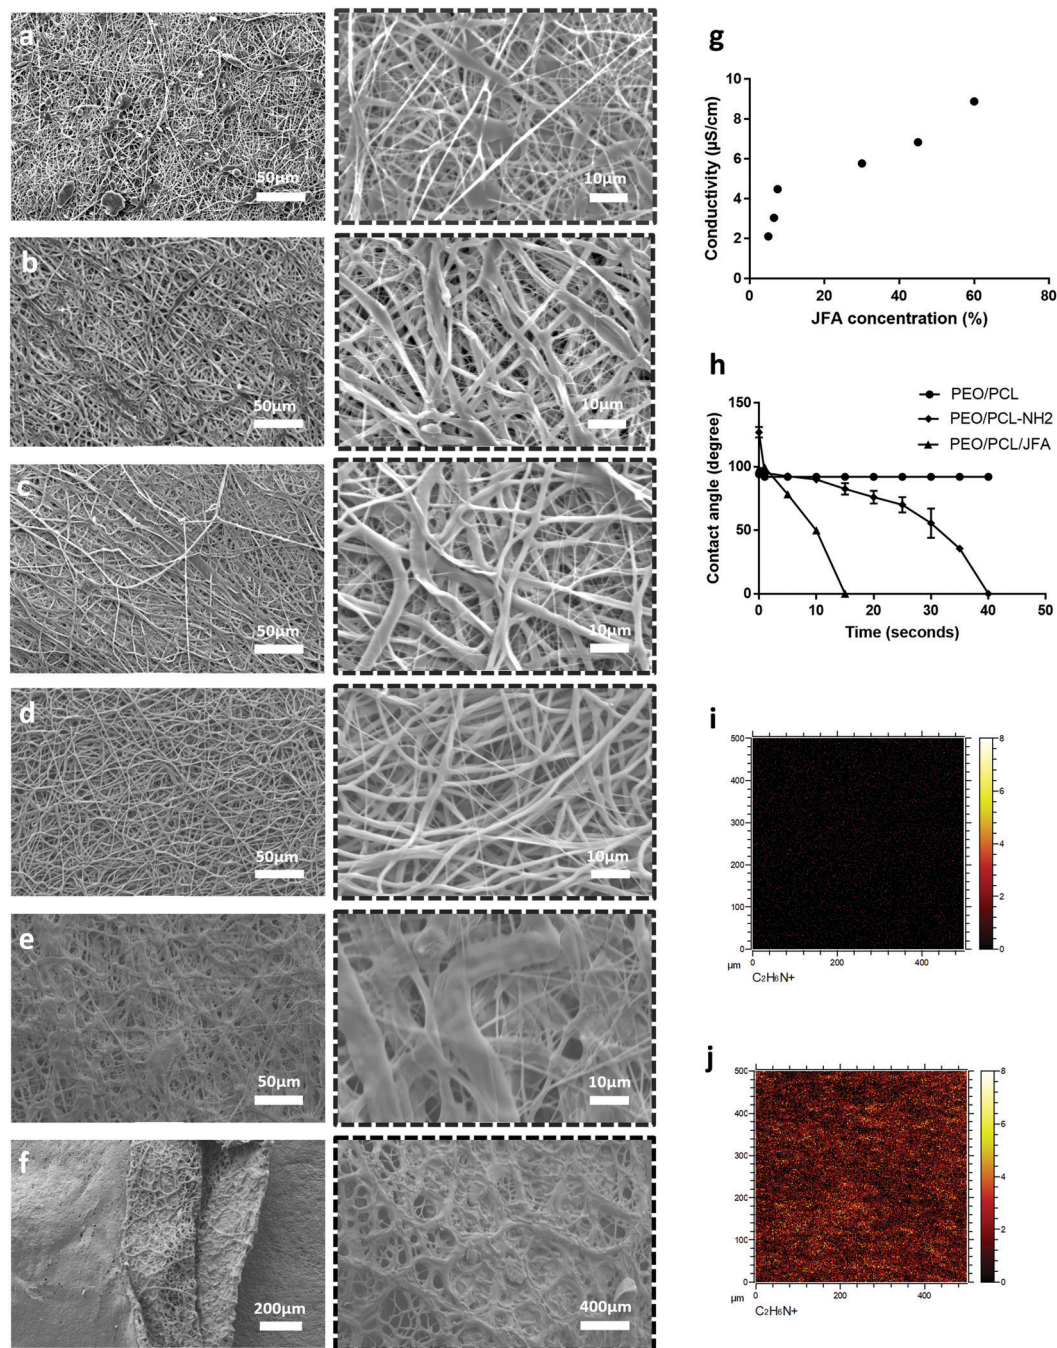 a
50µm
10µm
b
50µm
10µm
c
50µm
10µm
d
50µm
10µm
e
50µm
10µm
f
200µm
400µm
g
10
8
6
4
2
0
Conductivity (µS/cm)
0 20 40 60 80
JFA concentration (%)
h
PEO/PCL
PEO/PCL-NH2
PEO/PCL/JFA
150
100
50
0
Contact angle (degree)
0 10 20 30 40 50
Time (seconds)
i
500
400
300
200
100
0
8
6
4
2
0
µm 0 200 400
C₂H₆N+
j
500
400
300
200
100
0
8
6
4
2
0
µm 0 200 400
C₂H₆N+